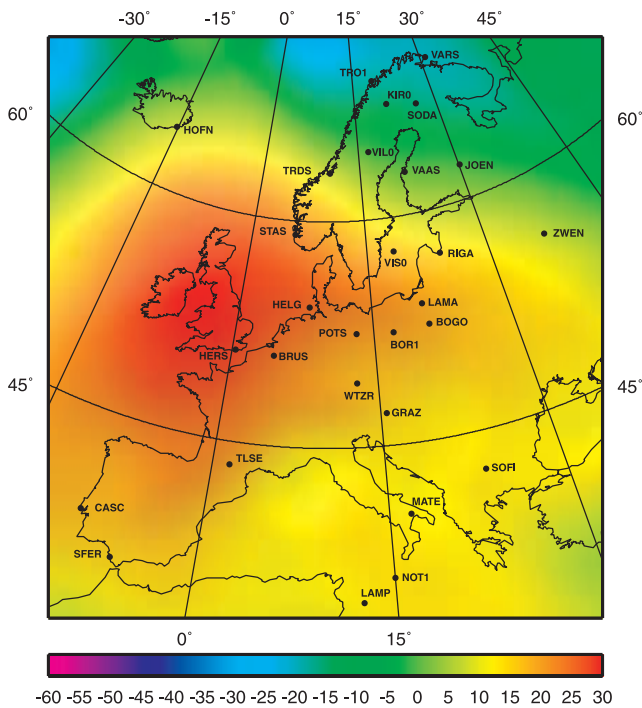 -30° -15° 0° 15° 30° 45°
VARS
TRO1
KIR0
60° SODA 60°
HOFN
VIL0
JOEN
TRDS VAAS
STAS ZWEN
VIS0 RIGA
HELG LAMA
POTS BOGO
HERS BRUS BOR1
45° WTZR 45°
GRAZ
TLSE SOFI
CASC MATE
SFER
NOT1
LAMP
0° 15°
-60 -55 -50 -45 -40 -35 -30 -25 -20 -15 -10 -5 0 5 10 15 20 25 30